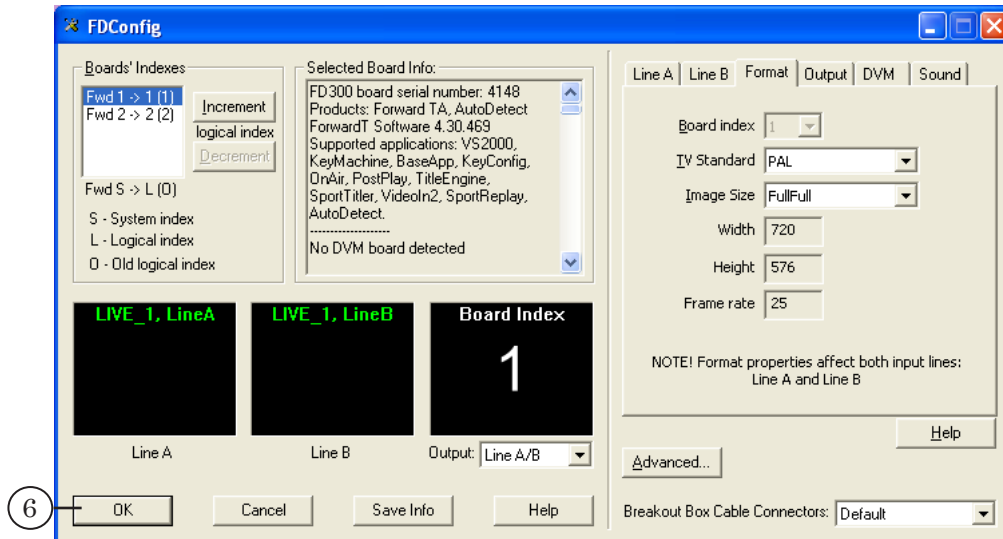 FDConfig
Boards' Indexes
Fwd 1 -> 1 (1)
Fwd 2 -> 2 (2)
Increment
logical index
Decrement
Fwd S -> L (O)
S - System index
L - Logical index
O - Old logical index
Selected Board Info:
FD300 board serial number: 4148
Products: Forward TA, AutoDetect
ForwardT Software 4.30.469
Supported applications: VS2000,
KeyMachine, BaseApp, KeyConfig,
OnAir, PostPlay, TitleEngine,
SportTitler, VideoIn2, SportReplay,
AutoDetect.
--------------------
No DVM board detected
LIVE_1, LineA
LIVE_1, LineB
Board Index
1
Line A
Line B
Output: Line A/B
6
OK
Cancel
Save Info
Help
Line A
Line B
Format
Output
DVM
Sound
Board index 1
TV Standard PAL
Image Size FullFull
Width 720
Height 576
Frame rate 25
NOTE! Format properties affect both input lines:
Line A and Line B
Help
Advanced...
Breakout Box Cable Connectors: Default